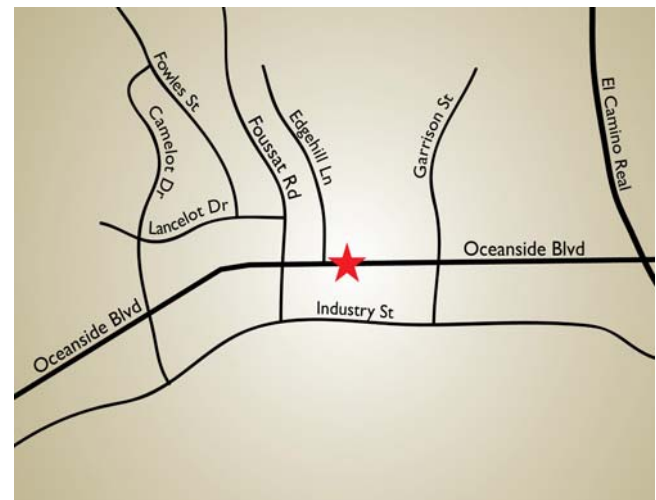 Fowles St
Camelot Dr
Foussat Rd
Edgehill Ln
Garrison St
El Camino Real
Lancelot Dr
Oceanside Blvd
Industry St
Oceanside Blvd